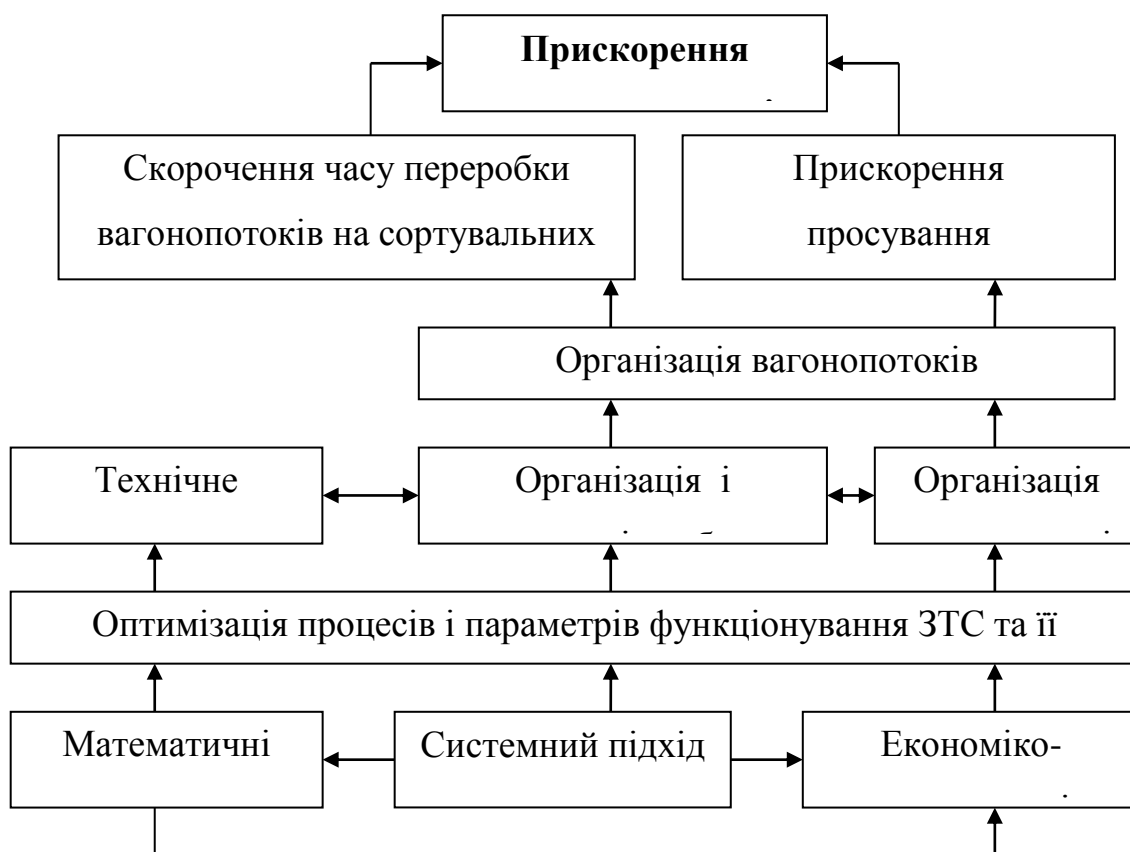 Прискорення
Скорочення часу переробки
вагонопотоків на сортувальних
Прискорення
просування
Організація вагонопотоків
Технічне
Організація і
Організація
Оптимізація процесів і параметрів функціонування ЗТС та її
Математичні
Системний підхід
Економіко-